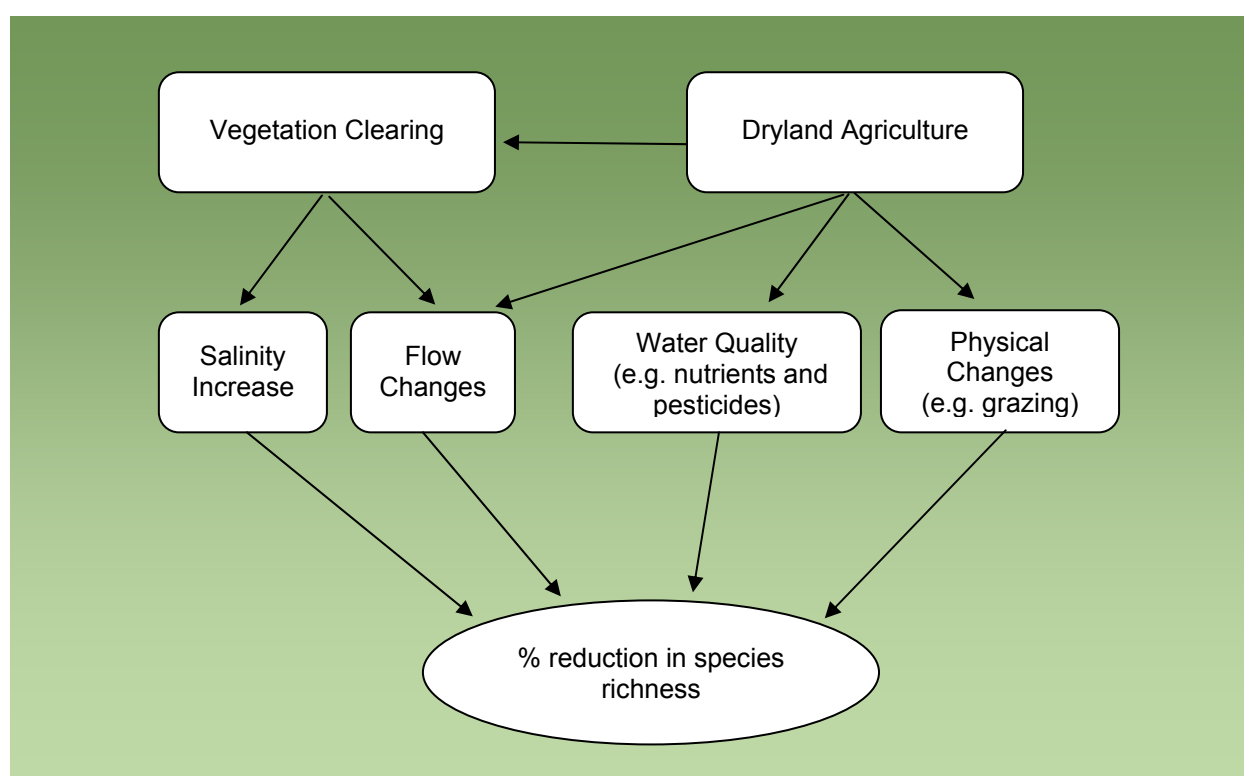 Vegetation Clearing
Dryland Agriculture
Salinity
Increase
Flow
Changes
Water Quality
(e.g. nutrients and
pesticides)
Physical
Changes
(e.g. grazing)
% reduction in species
richness